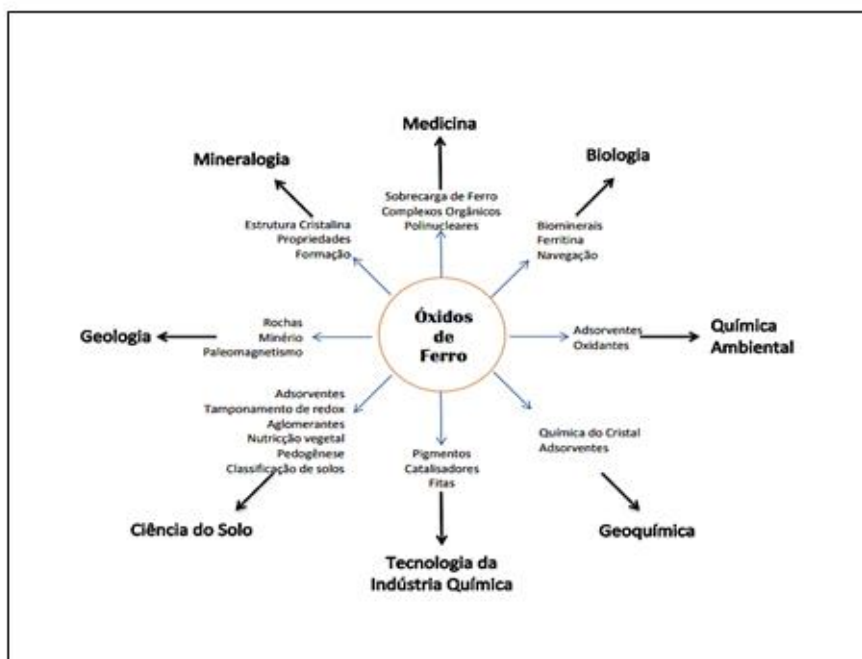 Medicina
Sobrecarga de Ferro
Complexos Orgânicos
Polinucleares
Mineralogia
Estrutura Cristalina
Propriedades
Formação
Biologia
Biominerais
Ferritina
Navegação
Óxidos
de
Ferro
Geologia
Rochas
Minério
Paleomagnetismo
Adsorventes
Oxidantes
Química
Ambiental
Adsorventes
Tamponamento de redox
Aglomerantes
Nutricção vegetal
Pedogênese
Classificação de solos
Ciência do Solo
Pigmentos
Catalisadores
Fitas
Tecnologia da
Indústria Química
Química do Cristal
Adsorventes
Geoquímica